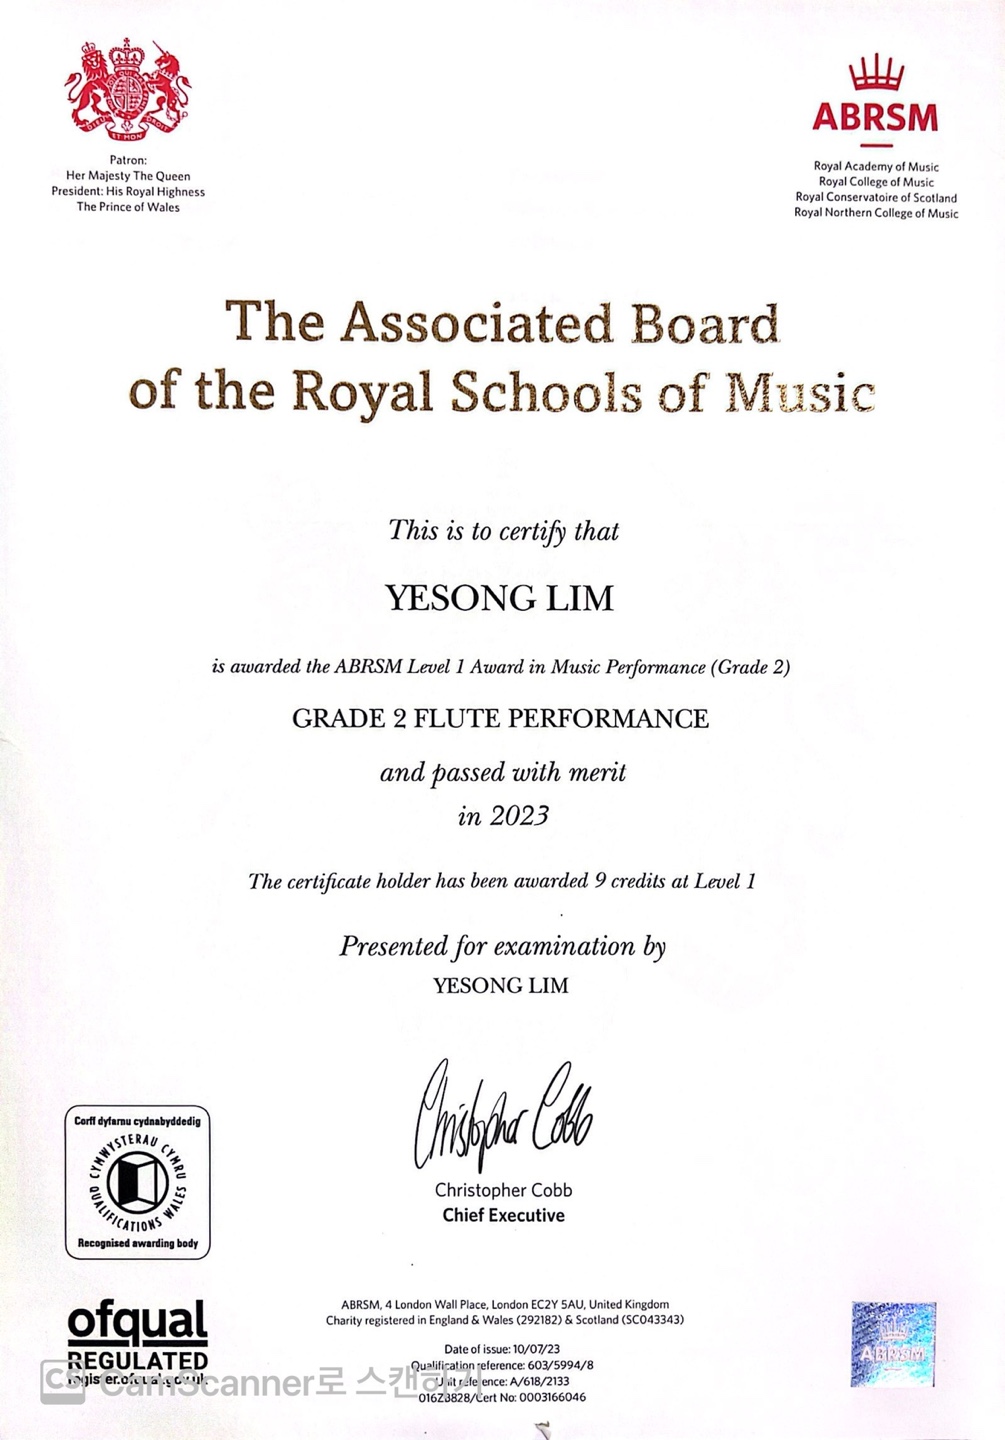 Patron:
Her Majesty The Queen
President: His Royal Highness
The Prince of Wales
ABRSM
Royal Academy of Music
Royal College of Music
Royal Conservatoire of Scotland
Royal Northern College of Music
The Associated Board
of the Royal Schools of Music
This is to certify that
YESONG LIM
is awarded the ABRSM Level 1 Award in Music Performance (Grade 2)
GRADE 2 FLUTE PERFORMANCE
and passed with merit
in 2023
The certificate holder has been awarded 9 credits at Level 1
Presented for examination by
YESONG LIM
Christopher Cobb
Christopher Cobb
Chief Executive
Corff dyfarnu cydnabyddedig
CYMWYSTERAU CYMRU
QUALIFICATIONS WALES
Recognised awarding body
ofqual
REGULATED
register.ofqual.gov.uk
ABRSM, 4 London Wall Place, London EC2Y 5AU, United Kingdom
Charity registered in England & Wales (292182) & Scotland (SC043343)
Date of issue: 10/07/23
Qualification reference: 603/5994/8
Unit reference: A/618/2133
/Cert No: 0003166046
ABRSM
CS CamScanner로 스캔하기